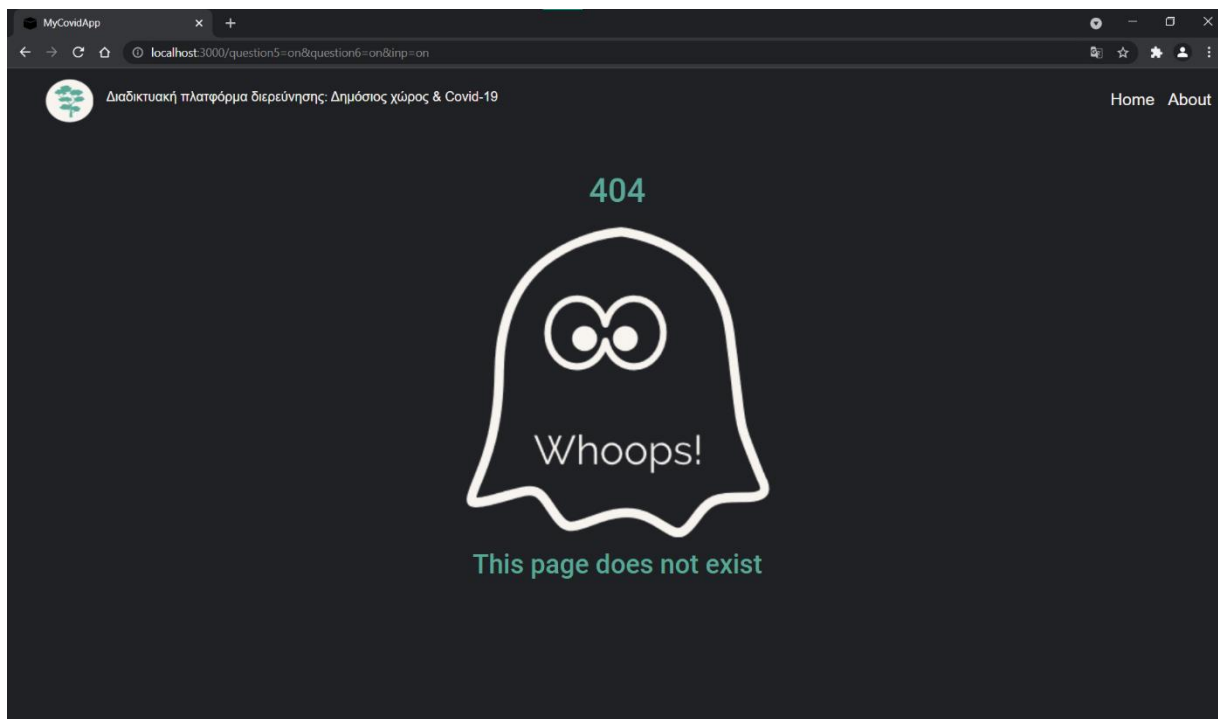 MyCovidApp
localhost:3000/question5=on&question6=on&inp=on
Διαδικτυακή πλατφόρμα διερεύνησης: Δημόσιος χώρος & Covid-19
Home About
404
Whoops!
This page does not exist